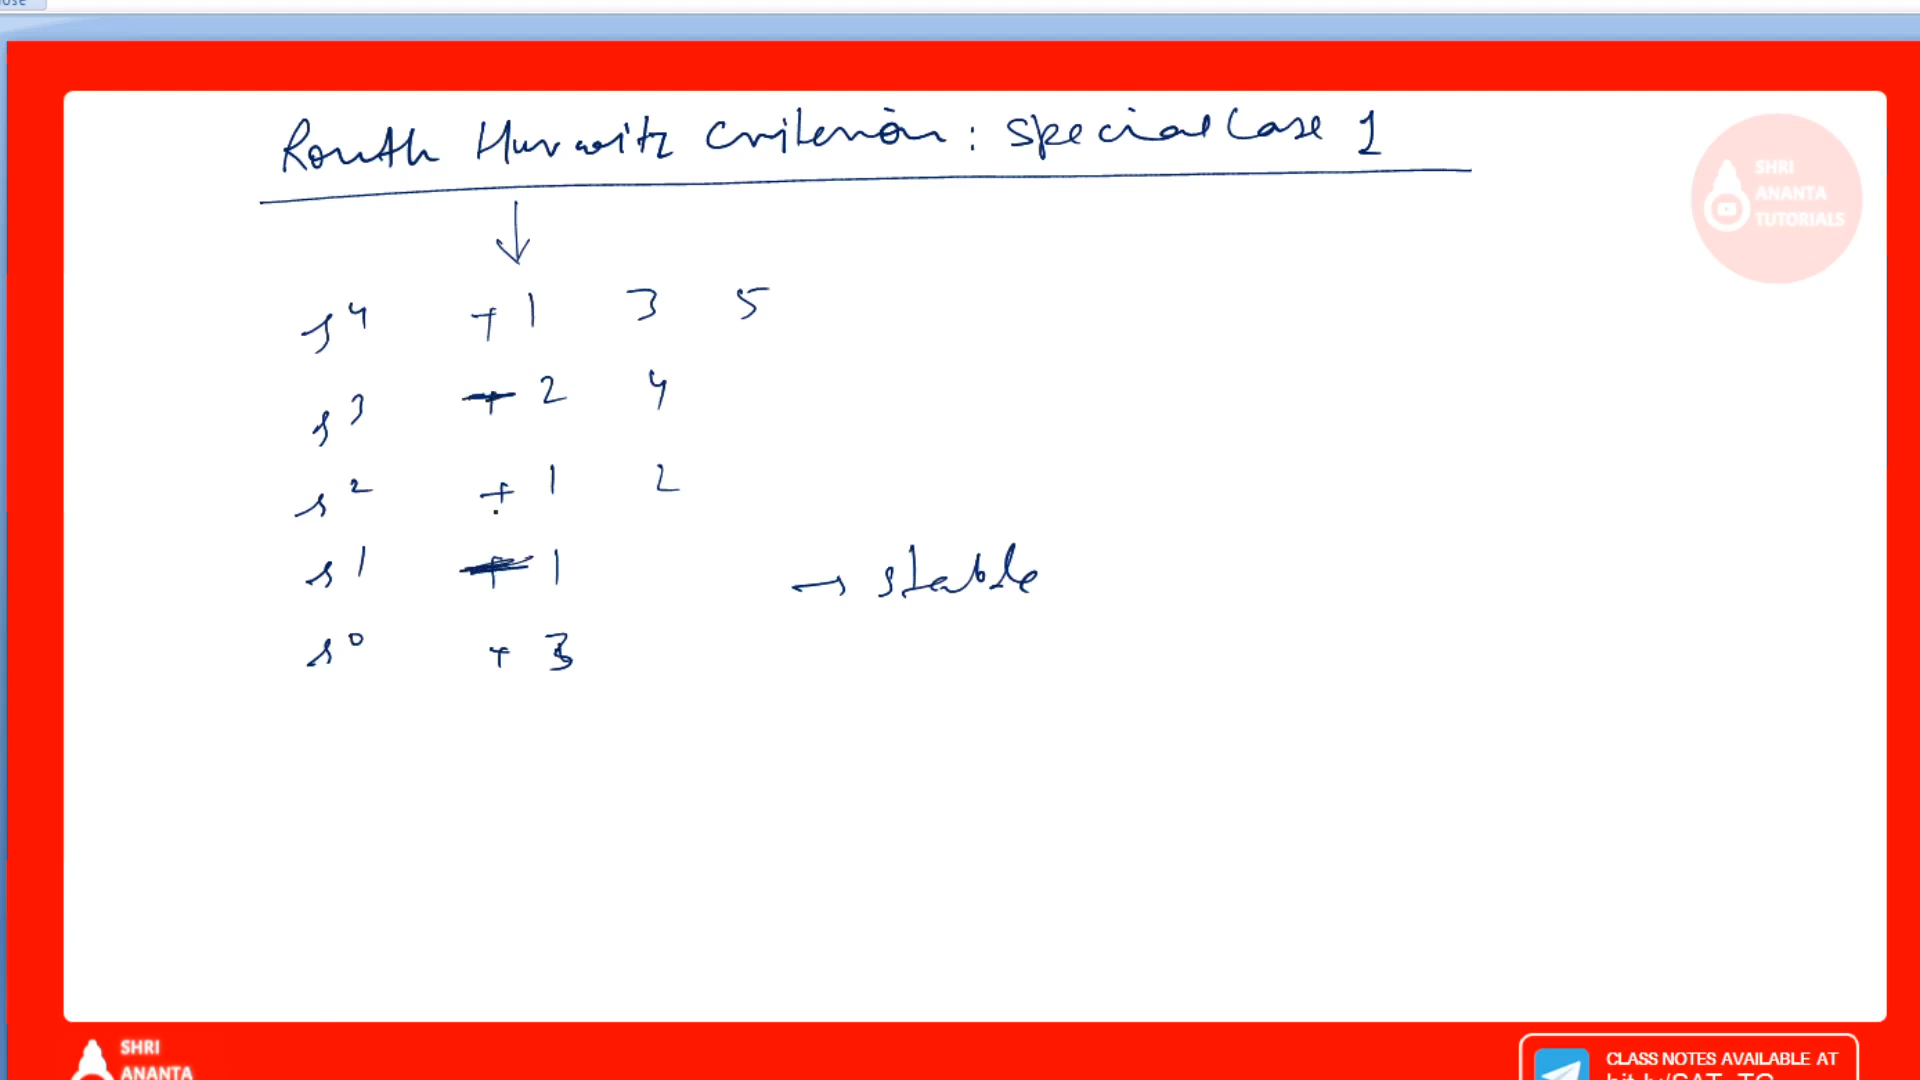 Routh Hurwitz Criterion: Special Case 1
SHRI
ANANTA
TUTORIALS
s⁴ + 1 3 5
s³ 2 4
s² + 1 2
s¹ 1 → stable
s⁰ + 3
SHRI
ANANTA
CLASS NOTES AVAILABLE AT